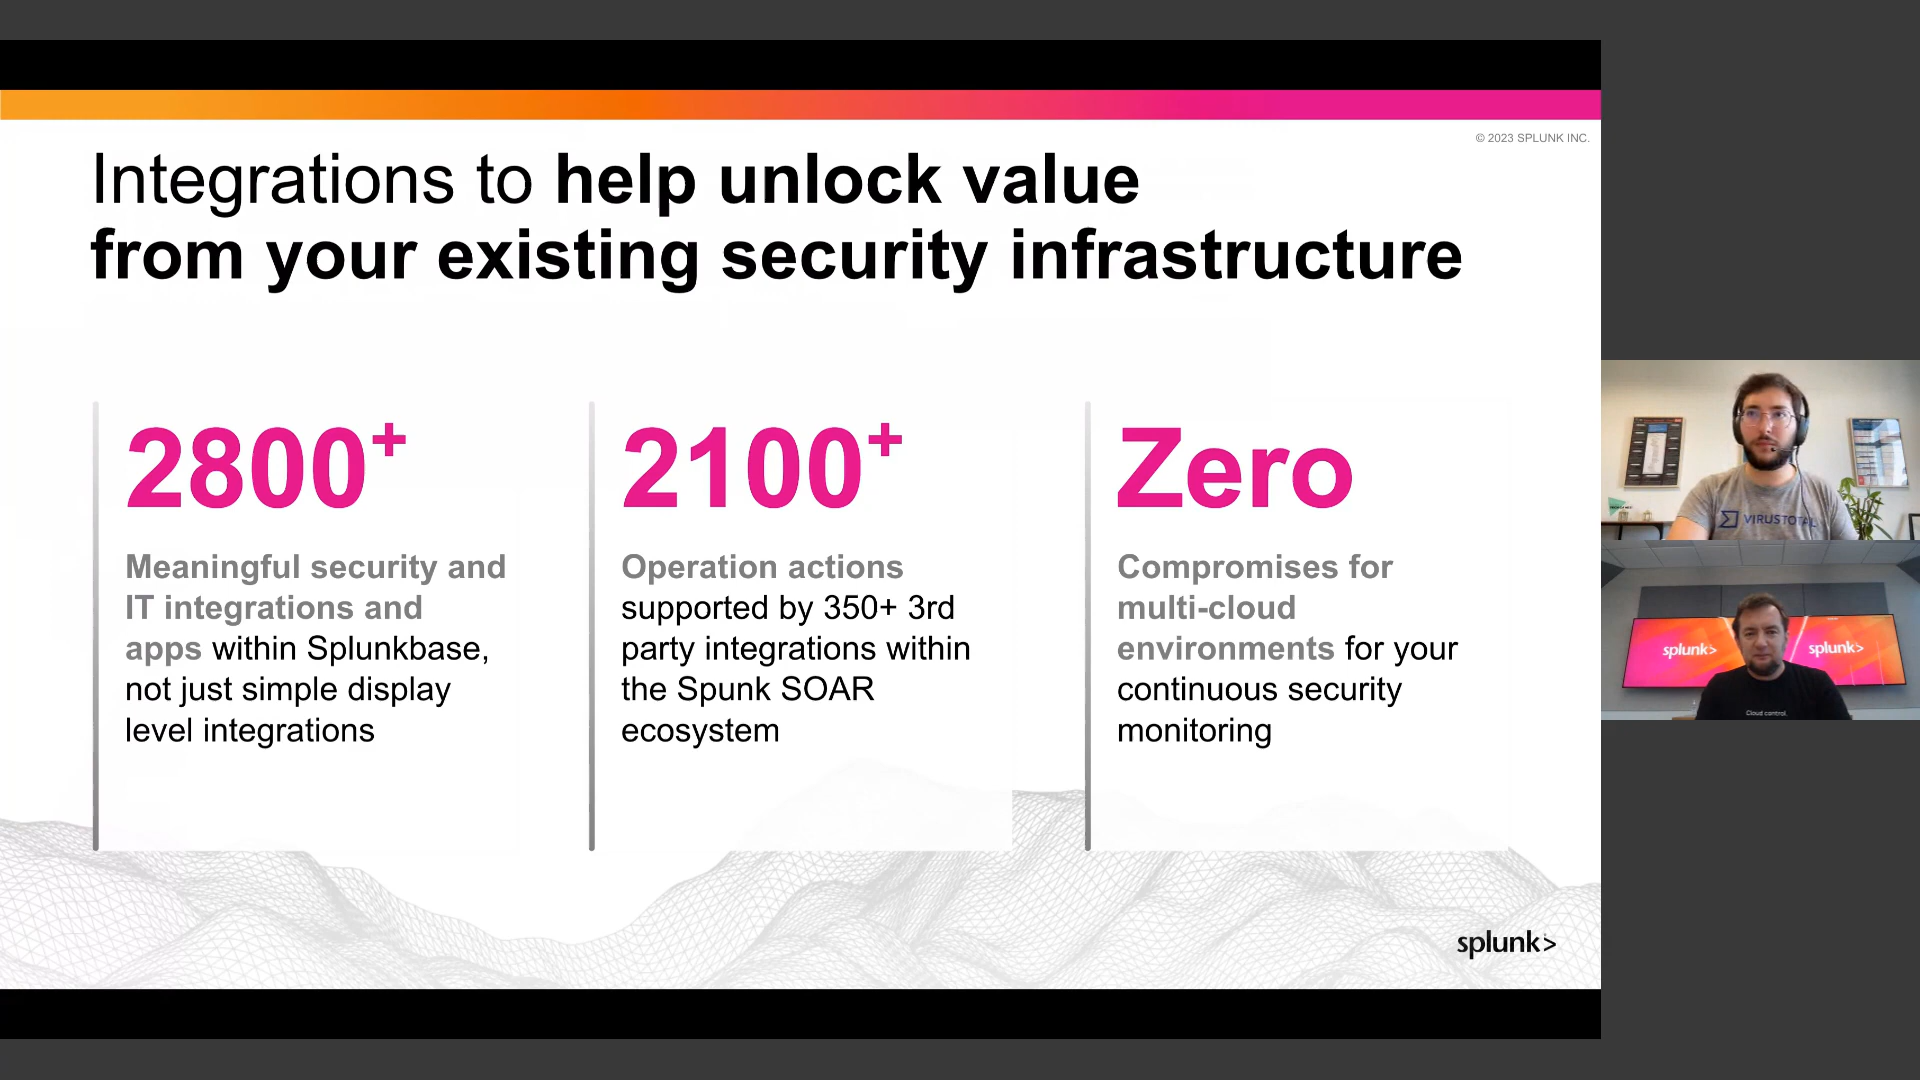 © 2023 SPLUNK INC.
Integrations to help unlock value
from your existing security infrastructure
2800+
Meaningful security and
IT integrations and
apps within Splunkbase,
not just simple display
level integrations
2100+
Operation actions
supported by 350+ 3rd
party integrations within
the Spunk SOAR
ecosystem
Zero
Compromises for
multi-cloud
environments for your
continuous security
monitoring
splunk>
VIRUSTOTAL
splunk>
splunk>
Cloud control.